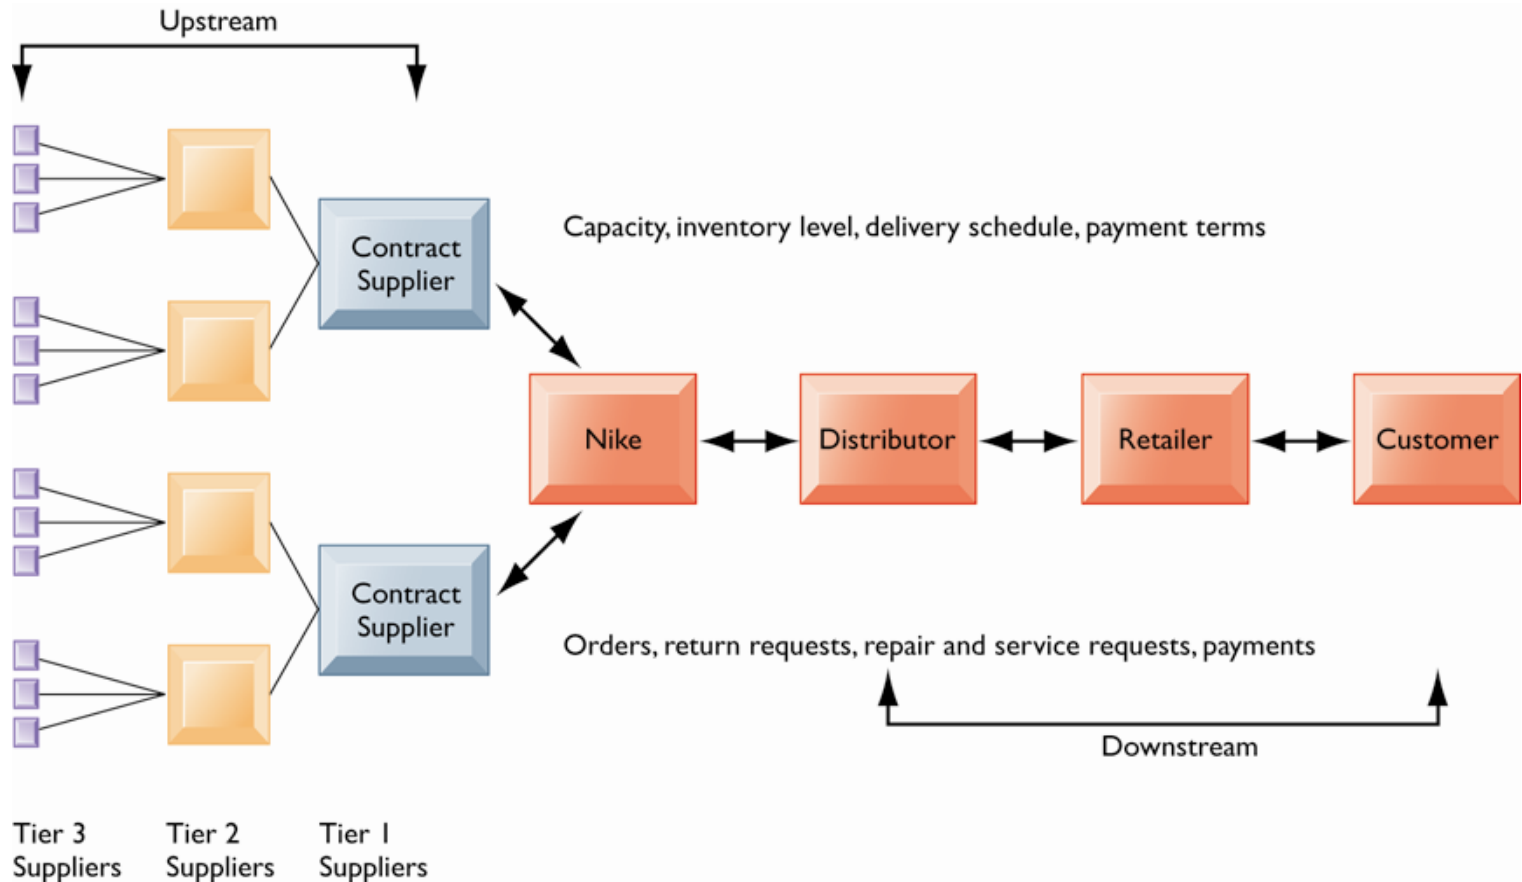 Upstream
Contract
Supplier
Capacity, inventory level, delivery schedule, payment terms
Nike
Distributor
Retailer
Customer
Contract
Supplier
Orders, return requests, repair and service requests, payments
Downstream
Tier 3
Suppliers
Tier 2
Suppliers
Tier 1
Suppliers